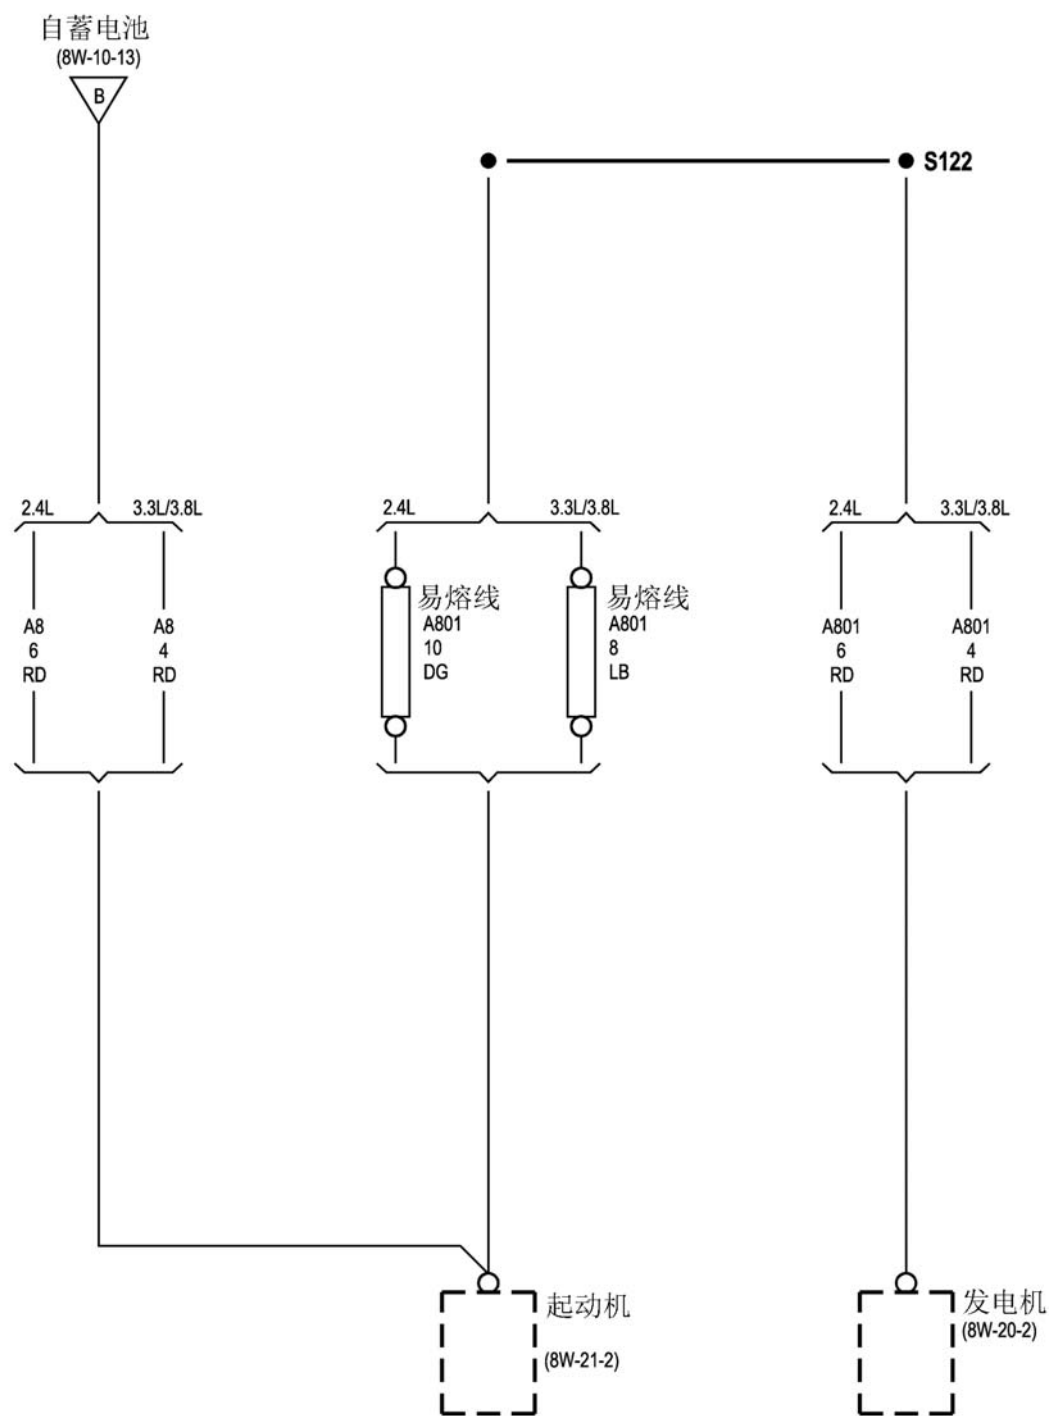 自蓄电池
(8W-10-13)
B
S122
2.4L
3.3L/3.8L
A8
6
RD
A8
4
RD
2.4L
3.3L/3.8L
易熔线
A801
10
DG
易熔线
A801
8
LB
2.4L
3.3L/3.8L
A801
6
RD
A801
4
RD
起动机
(8W-21-2)
发电机
(8W-20-2)